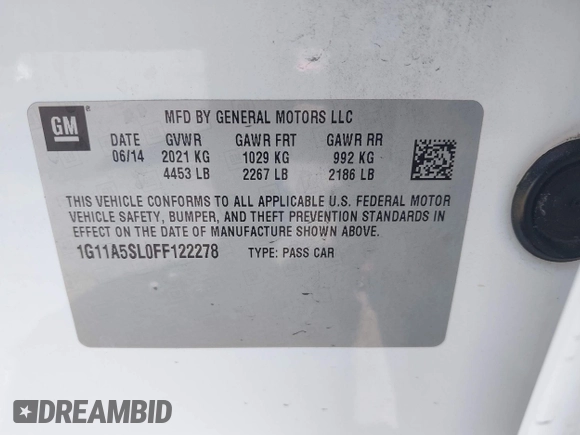 GM
MFD BY GENERAL MOTORS LLC
DATE GVWR GAWR FRT GAWR RR
06/14 2021 KG 1029 KG 992 KG
4453 LB 2267 LB 2186 LB
THIS VEHICLE CONFORMS TO ALL APPLICABLE U.S. FEDERAL MOTOR
VEHICLE SAFETY, BUMPER, AND THEFT PREVENTION STANDARDS IN
EFFECT ON THE DATE OF MANUFACTURE SHOWN ABOVE.
1G11A5SL0FF122278 TYPE: PASS CAR
DREAMBID